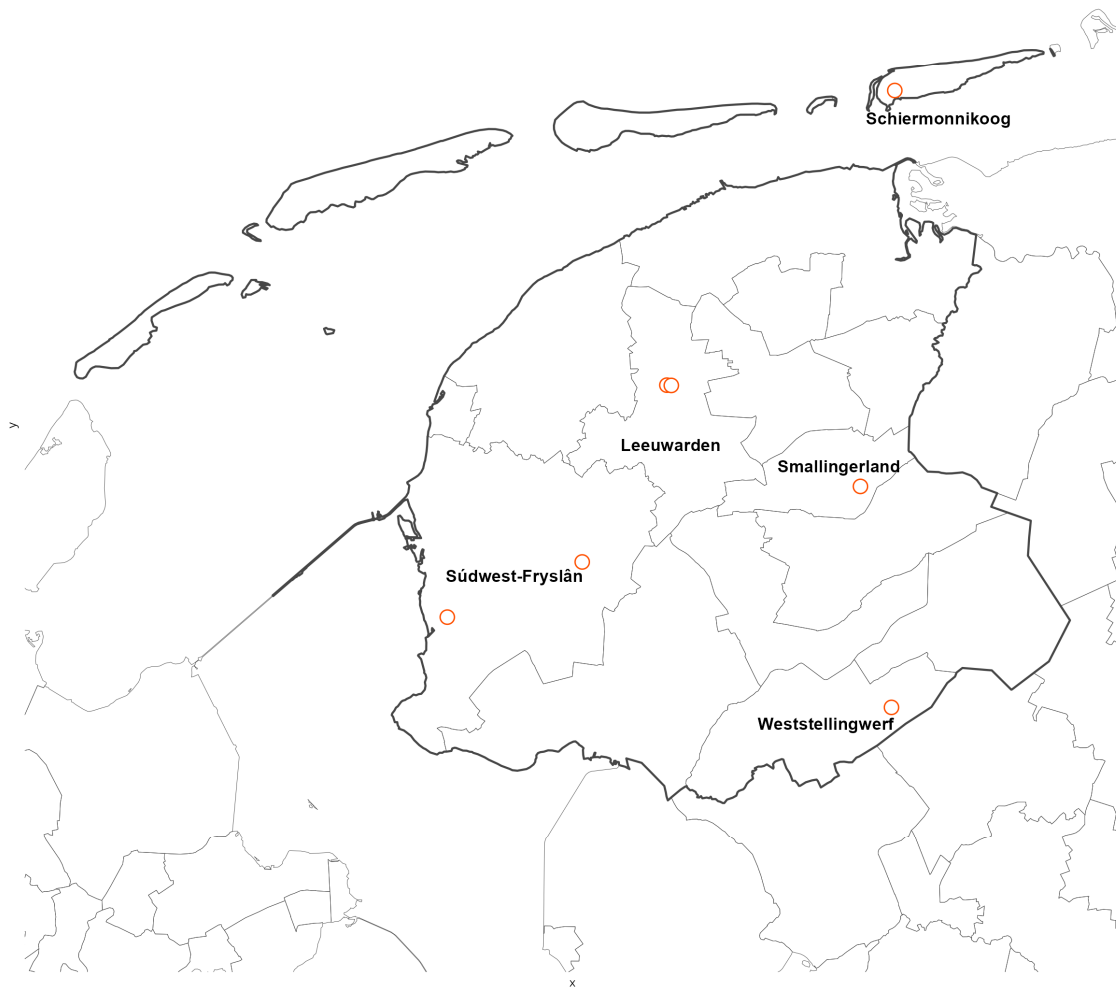 Schiermonnikoog
Leeuwarden
Smallingerland
Súdwest-Fryslân
Weststellingwerf
y
x